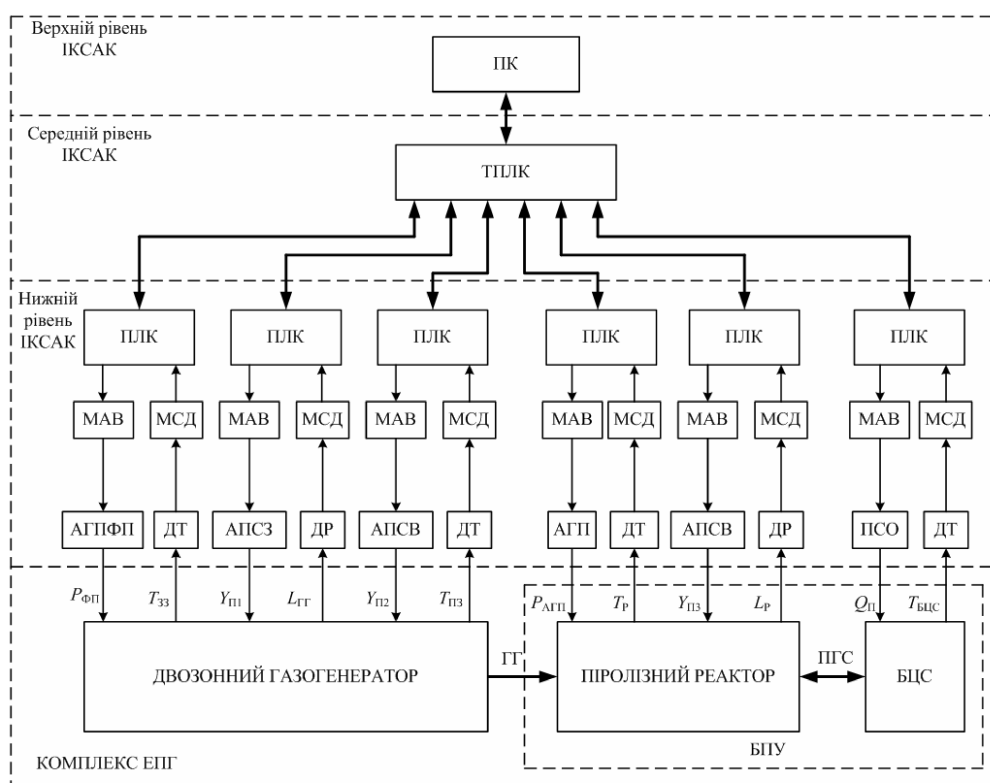 Верхній рівень
ІКСАК
ПК
Середній рівень
ІКСАК
ТПЛК
Нижній
рівень
ІКСАК
ПЛК ПЛК ПЛК ПЛК ПЛК ПЛК
МАВ МСД МАВ МСД МАВ МСД МАВ МСД МАВ МСД МАВ МСД
АГПФП ДТ АПСЗ ДР АПСВ ДТ АГП ДТ АПСВ ДР ПСО ДТ
PФП TЗЗ YП1 LГГ YП2 TПЗ PАГП TР YП3 LР QП TБЦС
ДВОЗОННИЙ ГАЗОГЕНЕРАТОР ГГ ПІРОЛІЗНИЙ РЕАКТОР ПГС БЦС
БПУ
КОМПЛЕКС ЕПГ